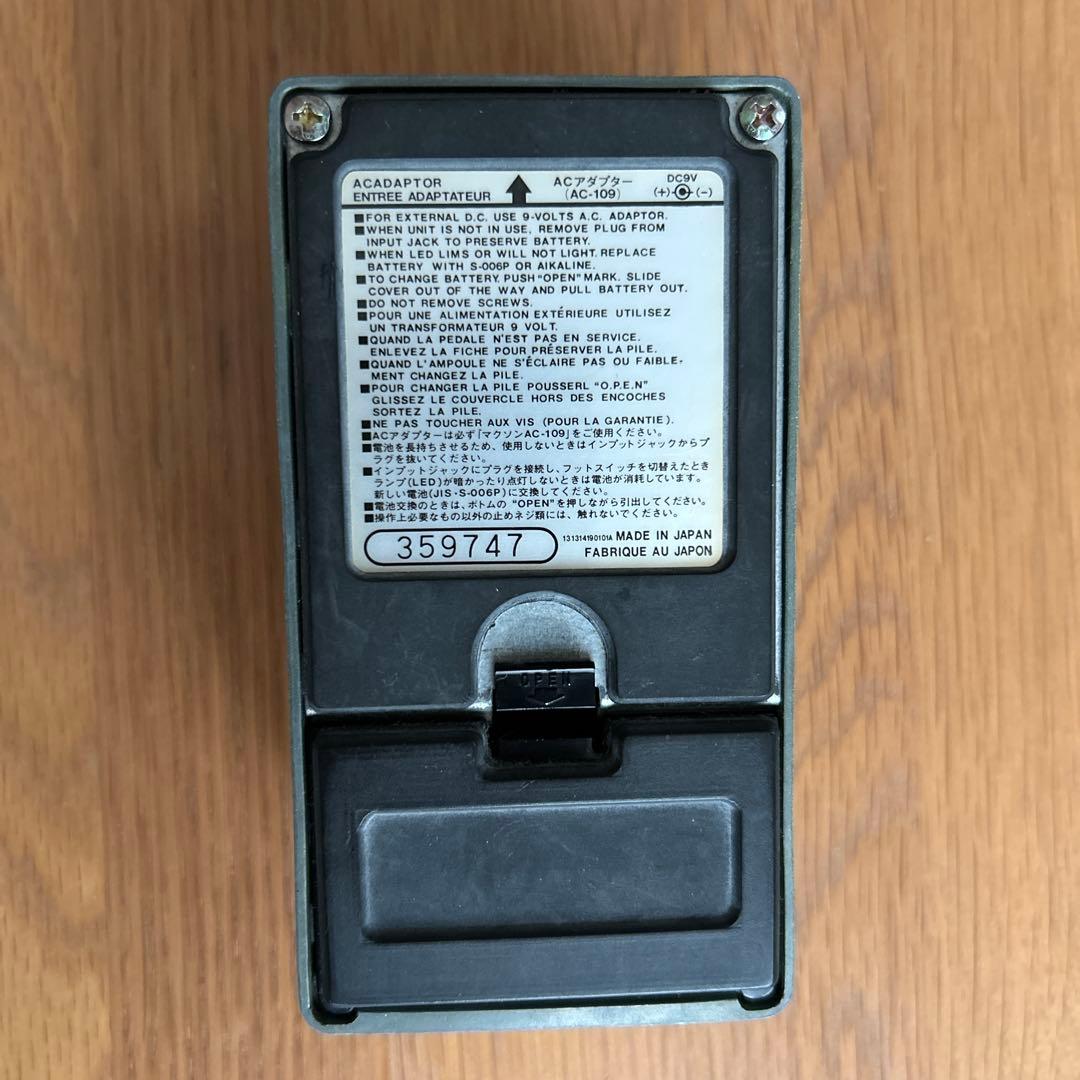 ACADAPTOR
ENTREE ADAPTATEUR
ACアダプター
(AC-109)
DC9V
(+) (-)
■FOR EXTERNAL D.C. USE 9-VOLTS A.C. ADAPTOR.
■WHEN UNIT IS NOT IN USE, REMOVE PLUG FROM
INPUT JACK TO PRESERVE BATTERY.
■WHEN LED LIMS OR WILL NOT LIGHT. REPLACE
BATTERY WITH S-006P OR AIKALINE.
■TO CHANGE BATTERY. PUSH "OPEN" MARK. SLIDE
COVER OUT OF THE WAY AND PULL BATTERY OUT.
■DO NOT REMOVE SCREWS.
■POUR UNE ALIMENTATION EXTÉRIEURE UTILISEZ
UN TRANSFORMATEUR 9 VOLT.
■QUAND LA PEDALE N'EST PAS EN SERVICE.
ENLEVEZ LA FICHE POUR PRÉSERVER LA PILE.
■QUAND L'AMPOULE NE S'ÉCLAIRE PAS OU FAIBLE-
MENT CHANGEZ LA PILE.
■POUR CHANGER LA PILE POUSSERL "O.P.E.N"
GLISSEZ LE COUVERCLE HORS DES ENCOCHES
SORTEZ LA PILE.
■NE PAS TOUCHER AUX VIS (POUR LA GARANTIE).
■ACアダプターは必ず「マクソンAC-109」をご使用ください。
■電池を長持ちさせるため、使用しないときはインプットジャックからプ
ラグを抜いてください。
■インプットジャックにプラグを接続し、フットスイッチを切替えたとき
ランプ(LED)が暗かったり点灯しないときは電池が消耗しています。
新しい電池(JIS・S-006P)に交換してください。
■電池交換のときは、ボトムの "OPEN"を押しながら引出してください。
■操作上必要なもの以外の止めネジ類には、触れないでください。
359747
131314190101A MADE IN JAPAN
FABRIQUE AU JAPON
OPEN